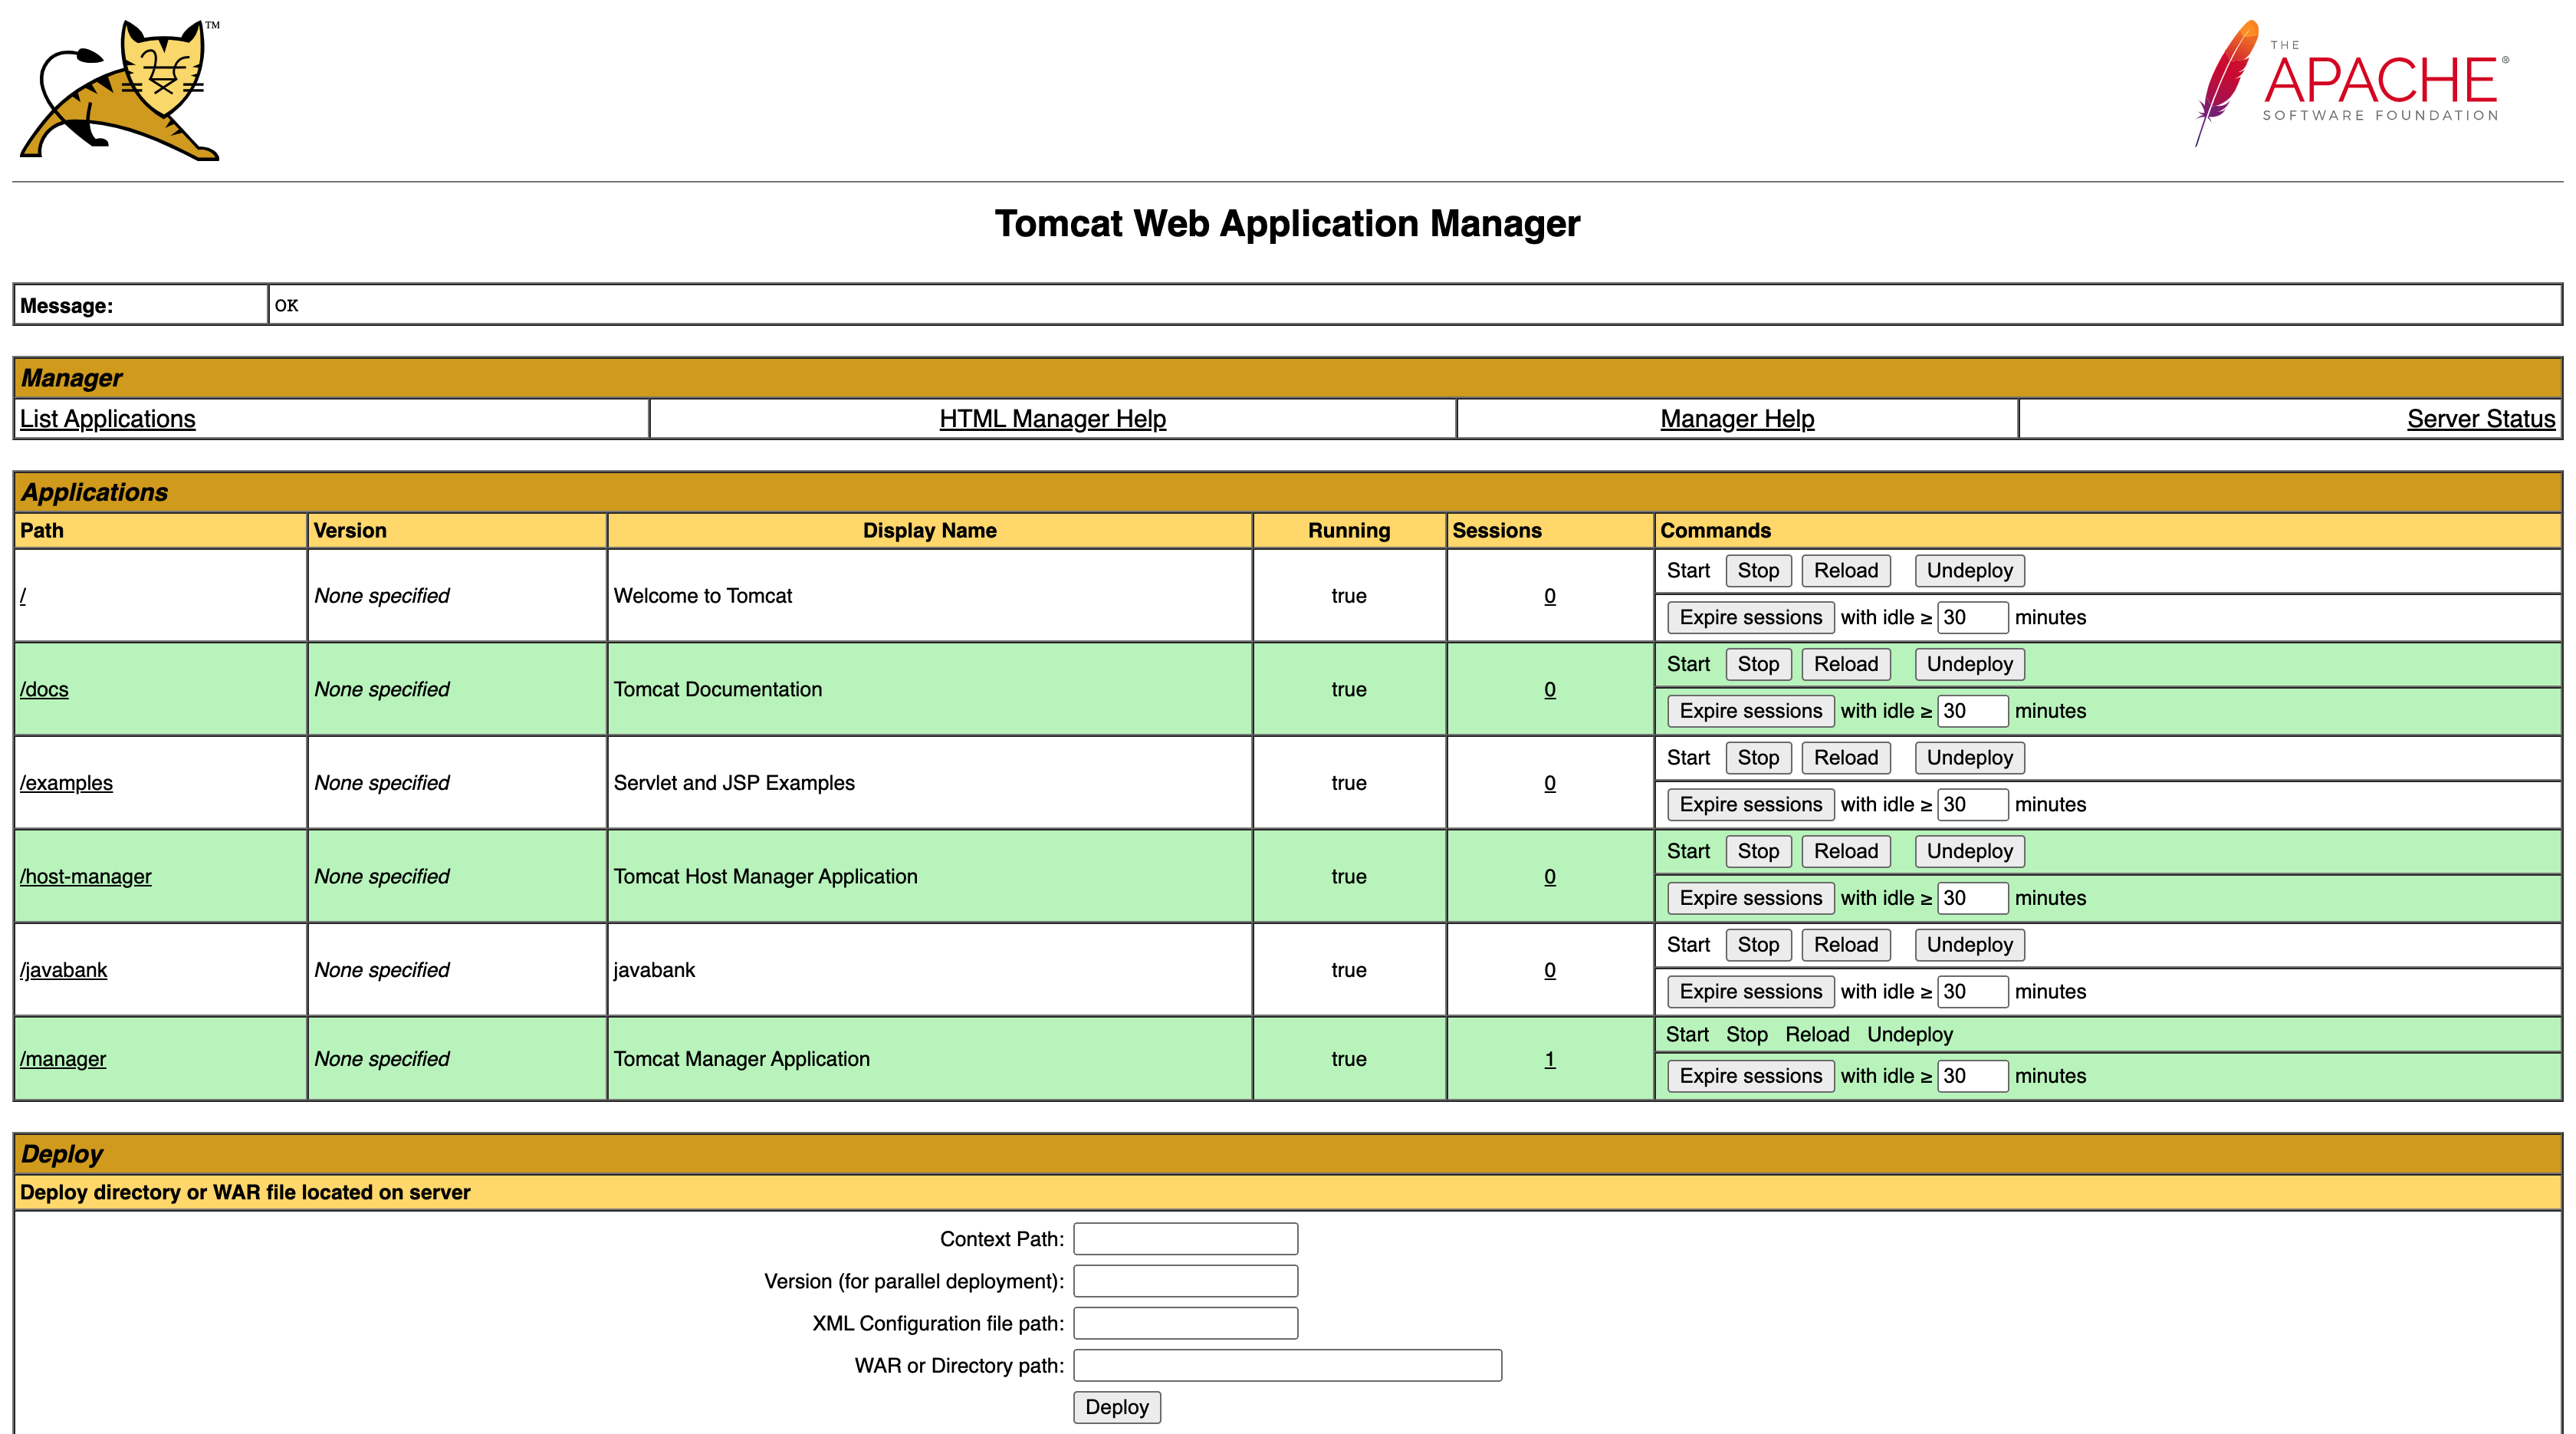 TM
THE
APACHE®
SOFTWARE FOUNDATION
Tomcat Web Application Manager
Message: OK
Manager
List Applications HTML Manager Help Manager Help Server Status
Applications
Path Version Display Name Running Sessions Commands
/ None specified Welcome to Tomcat true 0 Start Stop Reload Undeploy
Expire sessions with idle ≥ 30 minutes
/docs None specified Tomcat Documentation true 0 Start Stop Reload Undeploy
Expire sessions with idle ≥ 30 minutes
/examples None specified Servlet and JSP Examples true 0 Start Stop Reload Undeploy
Expire sessions with idle ≥ 30 minutes
/host-manager None specified Tomcat Host Manager Application true 0 Start Stop Reload Undeploy
Expire sessions with idle ≥ 30 minutes
/javabank None specified javabank true 0 Start Stop Reload Undeploy
Expire sessions with idle ≥ 30 minutes
/manager None specified Tomcat Manager Application true 1 Start Stop Reload Undeploy
Expire sessions with idle ≥ 30 minutes
Deploy
Deploy directory or WAR file located on server
Context Path:
Version (for parallel deployment):
XML Configuration file path:
WAR or Directory path:
Deploy